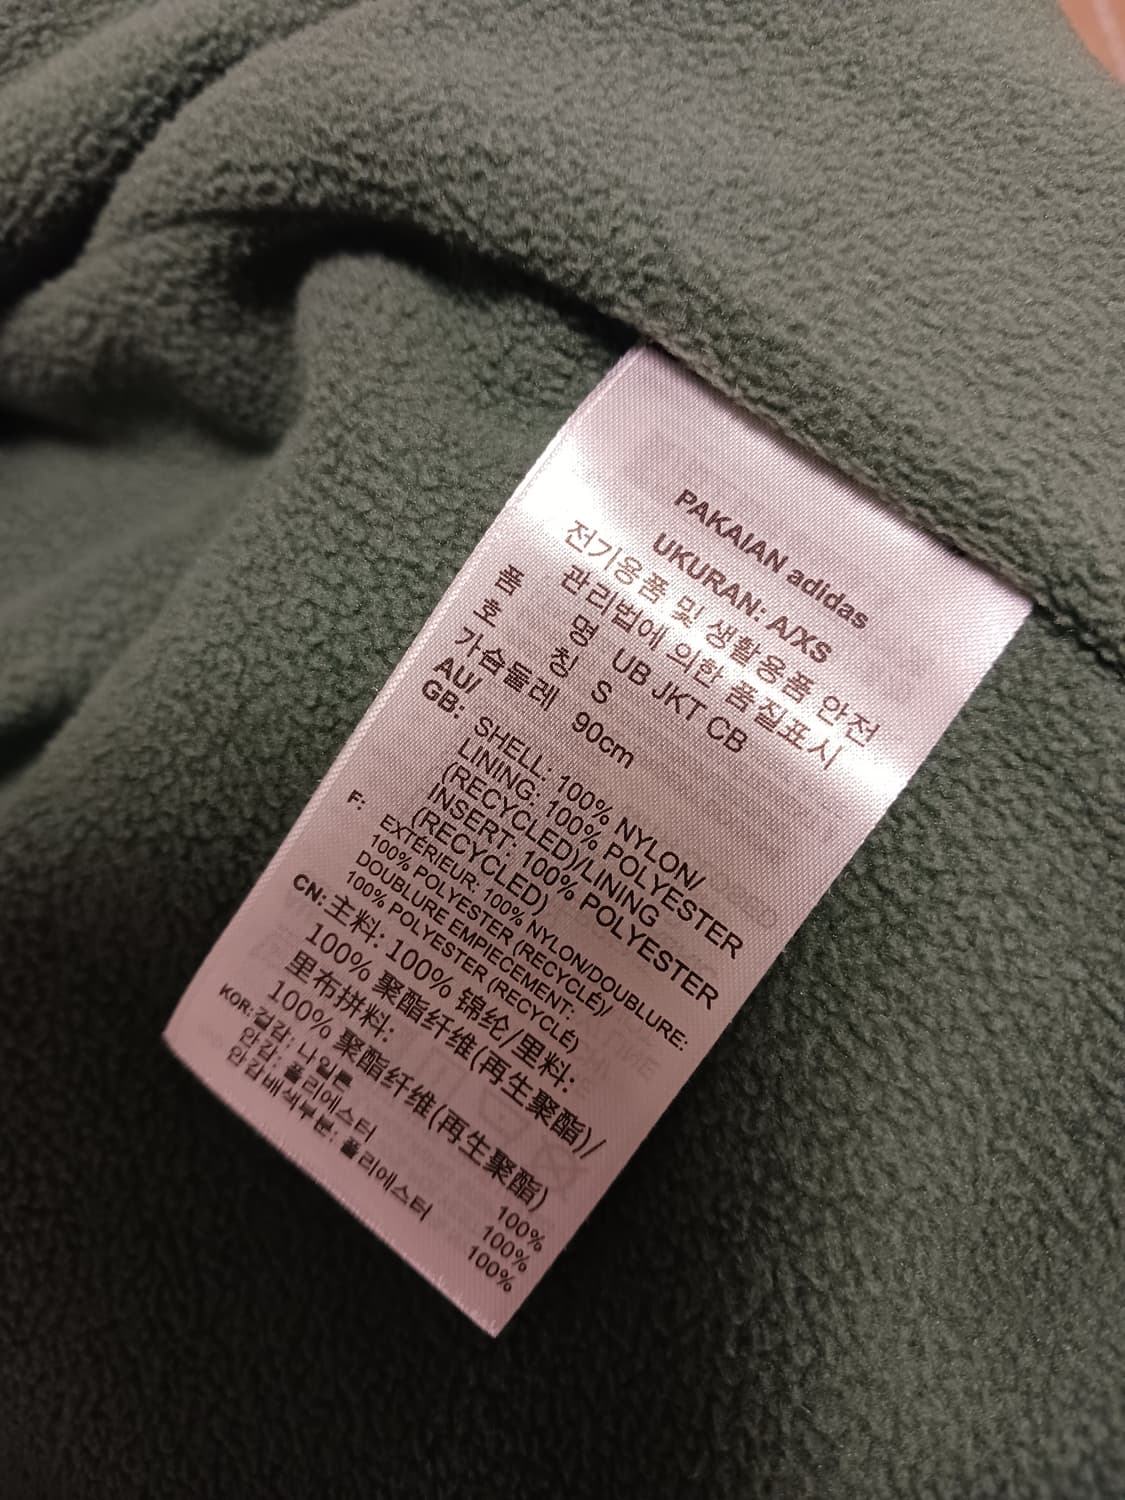 PAKAIAN adidas
UKURAN: A/XS
전기용품 및 생활용품 안전
관리법에 의한 품질표시
품 명 UB JKT CB
호 칭 S
가슴둘레 90cm
AU/
GB: SHELL: 100% NYLON/
LINING: 100% POLYESTER
(RECYCLED)/LINING
INSERT: 100% POLYESTER
(RECYCLED)
F: EXTÉRIEUR: 100% NYLON/DOUBLURE:
100% POLYESTER (RECYCLÉ)/
DOUBLURE EMPIECEMENT:
100% POLYESTER (RECYCLÉ)
CN: 主料: 100% 锦纶/里料:
100% 聚酯纤维(再生聚酯)/
里布拼料:
100% 聚酯纤维(再生聚酯)
KOR: 겉감: 나일론 100%
안감: 폴리에스터 100%
안감배색부분: 폴리에스터 100%